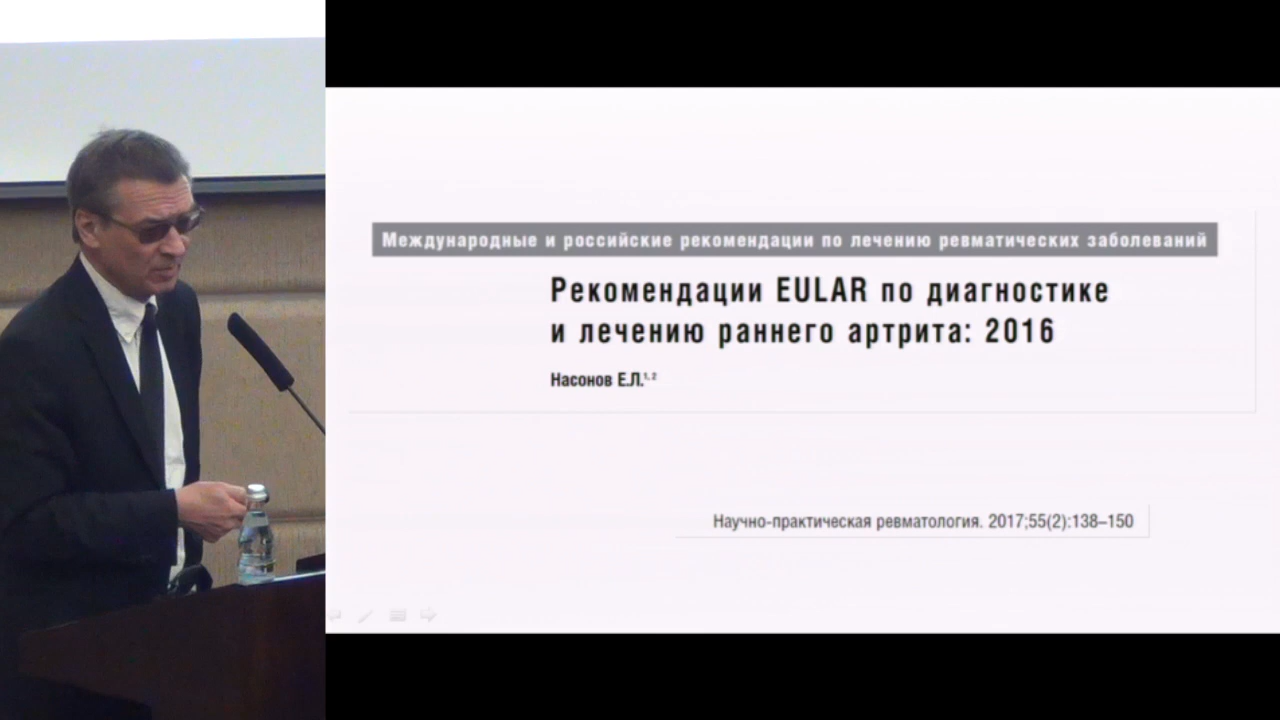 Международные и российские рекомендации по лечению ревматических заболеваний
Рекомендации EULAR по диагностике
и лечению раннего артрита: 2016
Насонов Е.Л.¹˒²
Научно-практическая ревматология. 2017;55(2):138–150